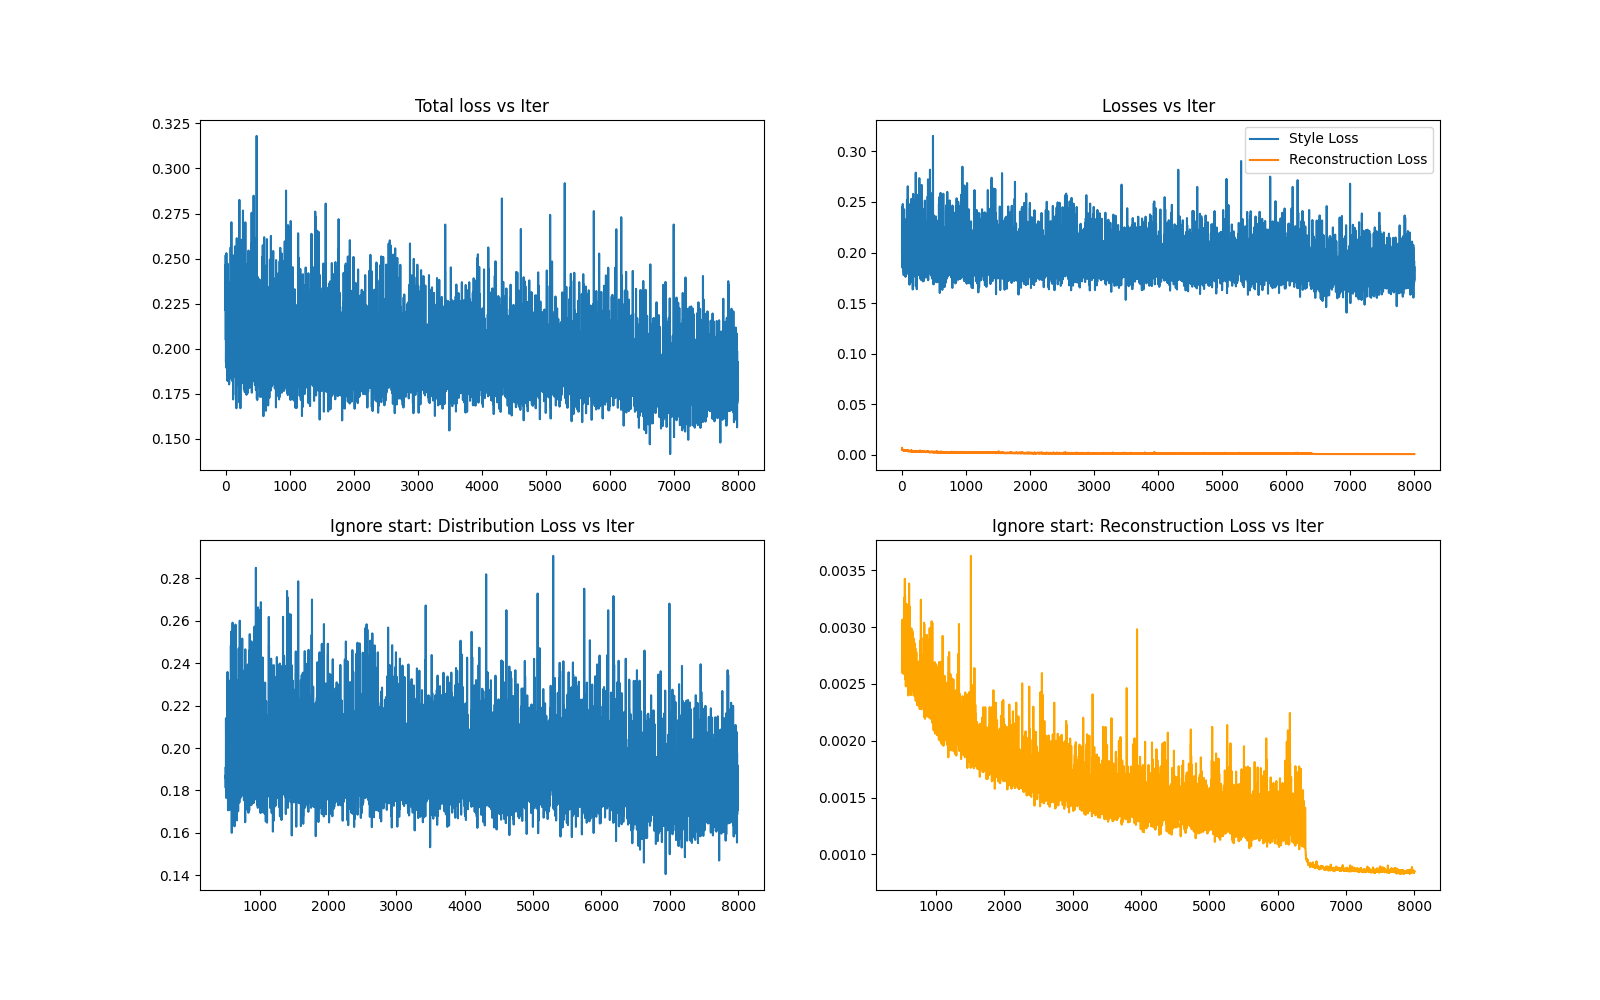 Total loss vs Iter
0.325
0.300
0.275
0.250
0.225
0.200
0.175
0.150
0 1000 2000 3000 4000 5000 6000 7000 8000
Losses vs Iter
Style Loss
Reconstruction Loss
0.30
0.25
0.20
0.15
0.10
0.05
0.00
0 1000 2000 3000 4000 5000 6000 7000 8000
Ignore start: Distribution Loss vs Iter
0.28
0.26
0.24
0.22
0.20
0.18
0.16
0.14
1000 2000 3000 4000 5000 6000 7000 8000
Ignore start: Reconstruction Loss vs Iter
0.0035
0.0030
0.0025
0.0020
0.0015
0.0010
1000 2000 3000 4000 5000 6000 7000 8000